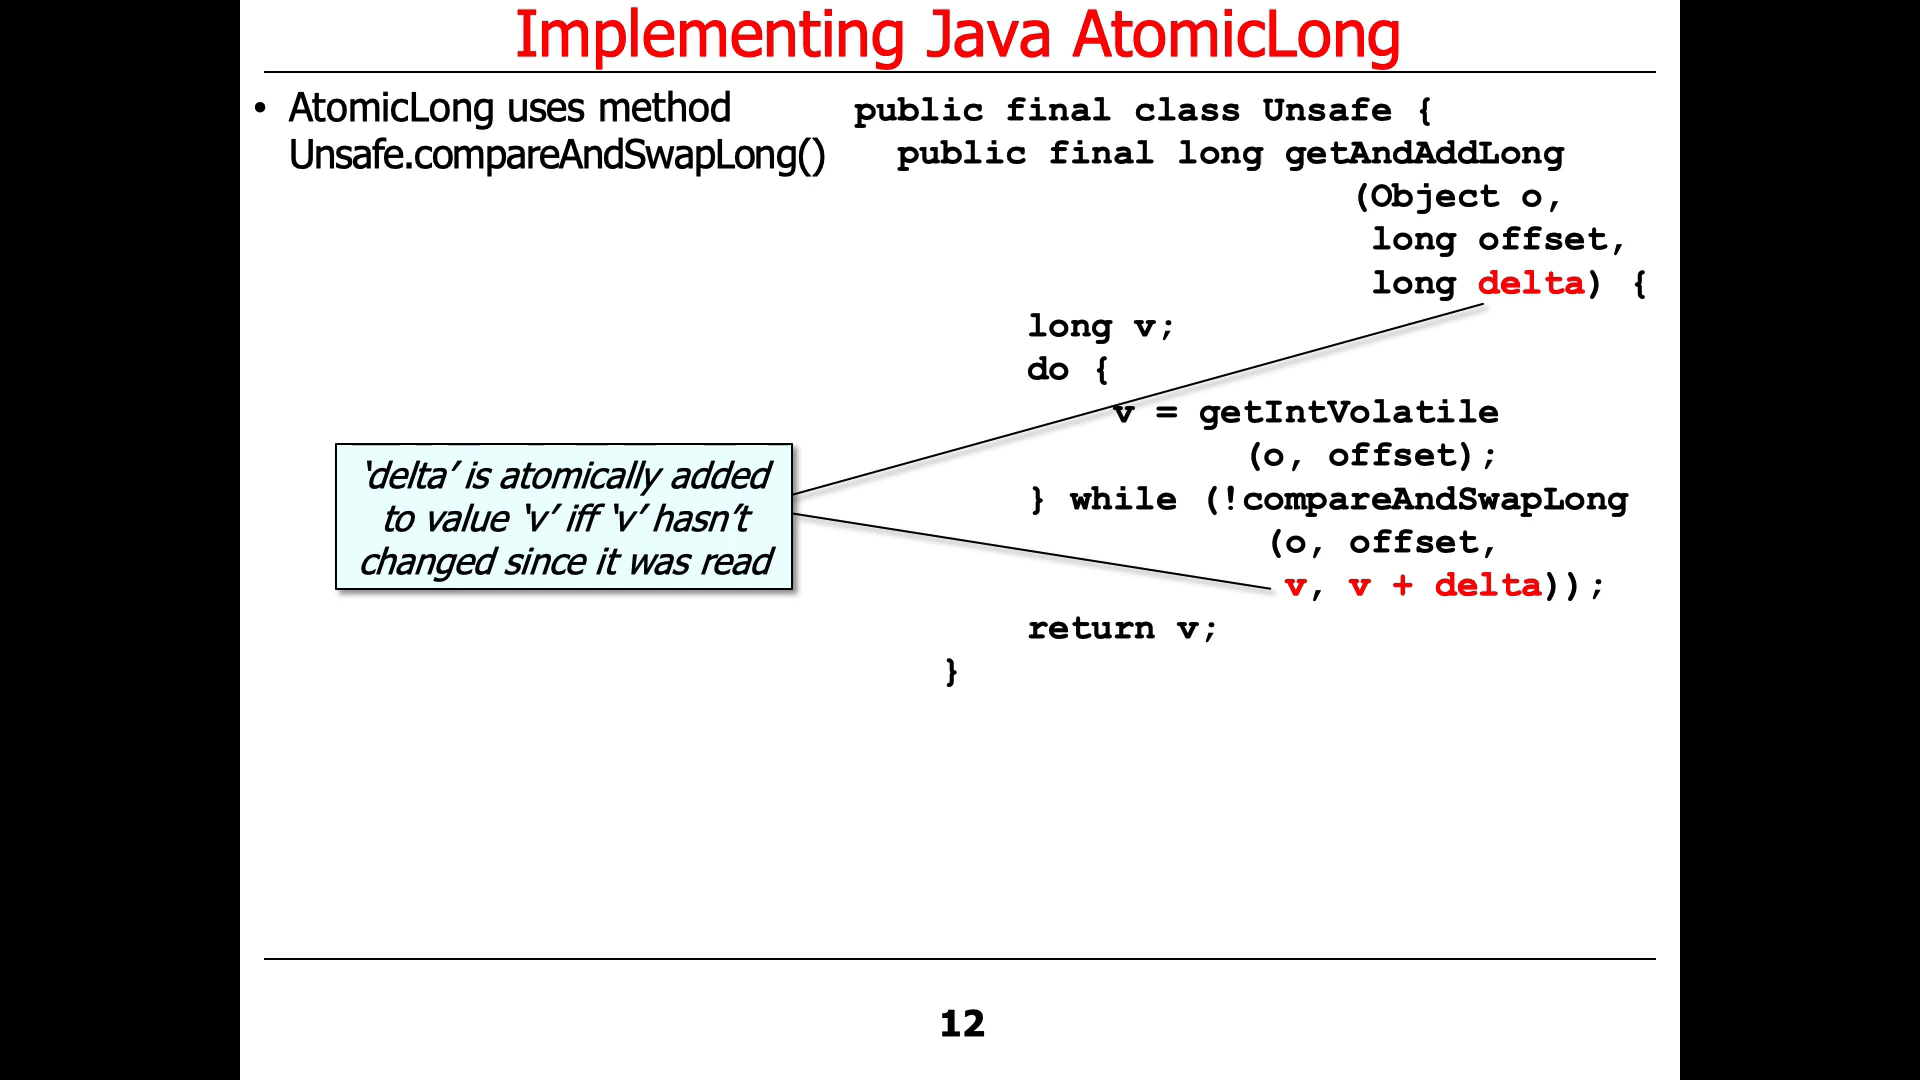 Implementing Java AtomicLong
• AtomicLong uses method
Unsafe.compareAndSwapLong()
public final class Unsafe {
public final long getAndAddLong
(Object o,
long offset,
long delta) {
long v;
do {
v = getIntVolatile
(o, offset);
} while (!compareAndSwapLong
(o, offset,
v, v + delta));
return v;
}
‘delta’ is atomically added
to value ‘v’ iff ‘v’ hasn’t
changed since it was read
12